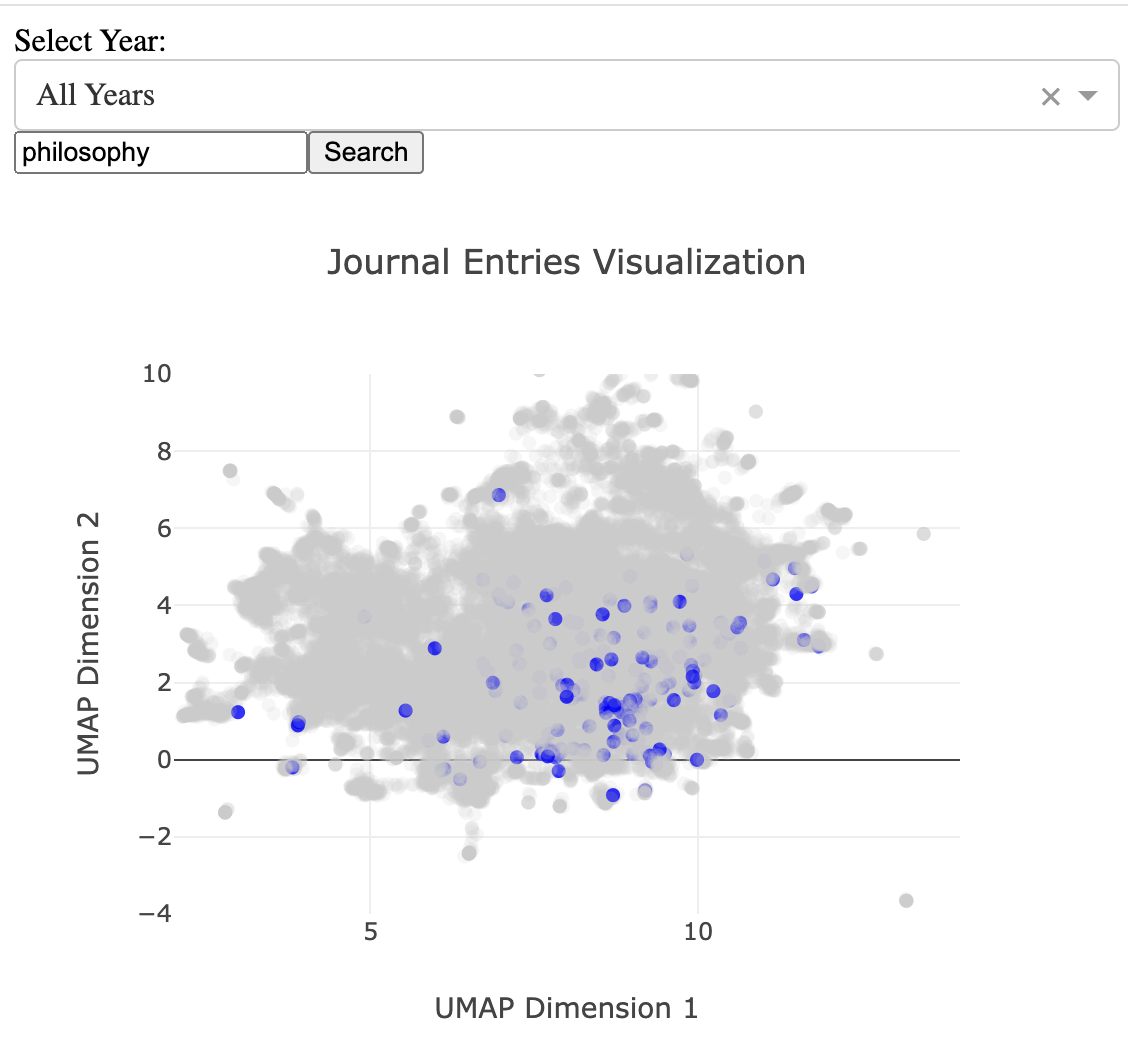 Select Year:
All Years
philosophy Search
Journal Entries Visualization
10
8
6
4
2
0
−2
−4
UMAP Dimension 2
5 10
UMAP Dimension 1